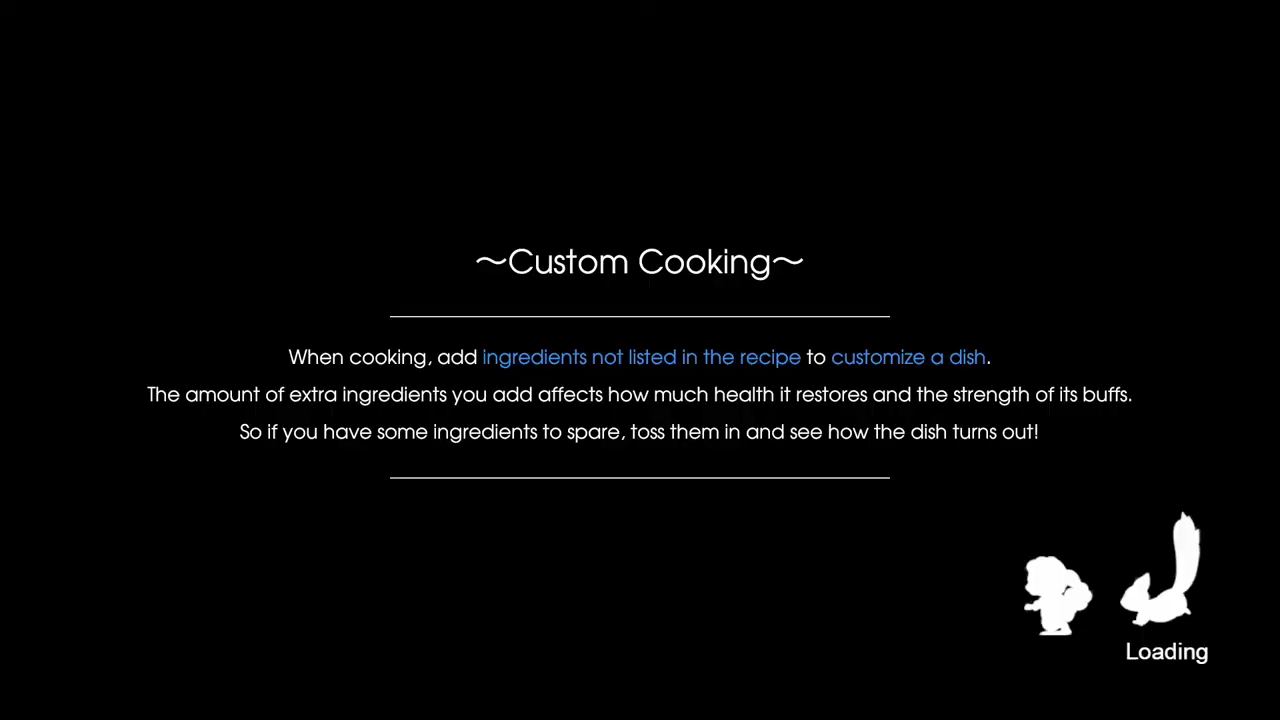 ～Custom Cooking～
When cooking, add ingredients not listed in the recipe to customize a dish.
The amount of extra ingredients you add affects how much health it restores and the strength of its buffs.
So if you have some ingredients to spare, toss them in and see how the dish turns out!
Loading